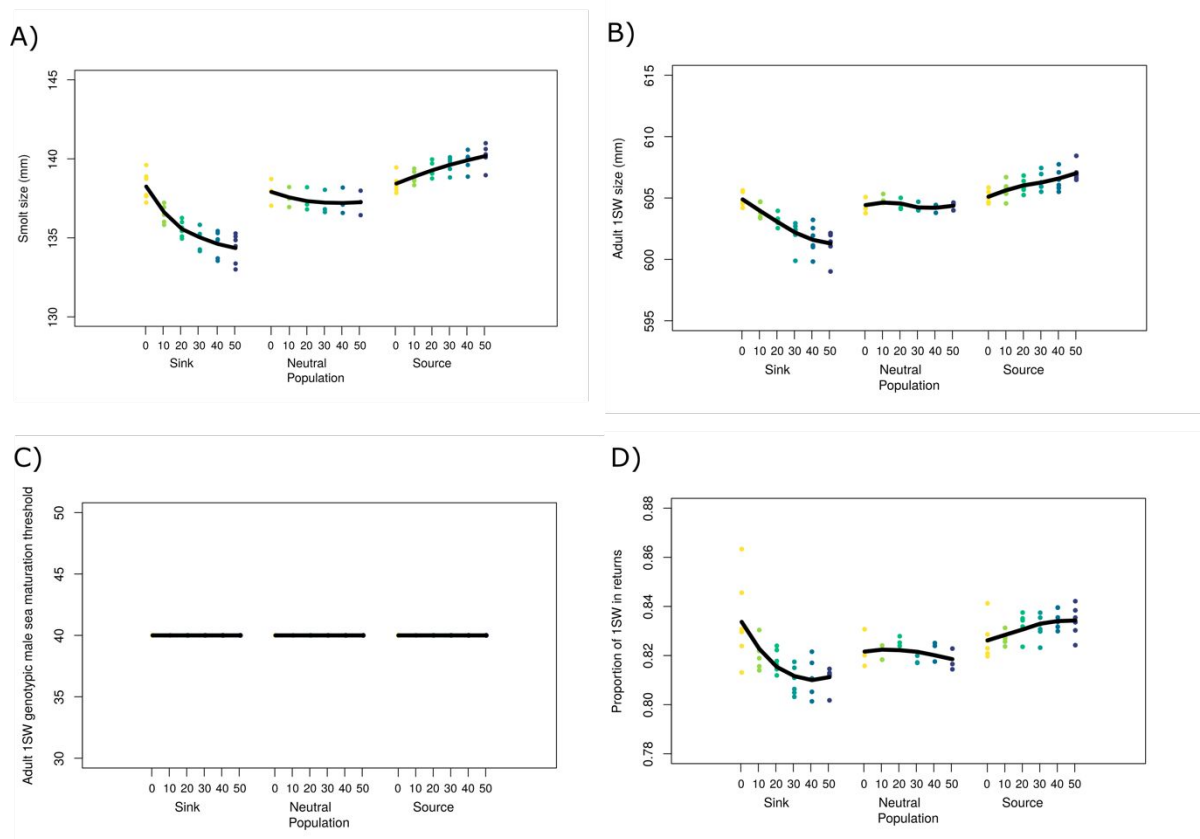 A)
Smolt size (mm)
145
140
135
130
0 10 20 30 40 50 0 10 20 30 40 50 0 10 20 30 40 50
Sink Neutral Source
Population
B)
Adult 1SW size (mm)
615
610
605
600
595
0 10 20 30 40 50 0 10 20 30 40 50 0 10 20 30 40 50
Sink Neutral Source
Population
C)
Adult 1SW genotypic male sea maturation threshold
50
45
40
35
30
0 10 20 30 40 50 0 10 20 30 40 50 0 10 20 30 40 50
Sink Neutral Source
Population
D)
Proportion of 1SW in returns
0.88
0.86
0.84
0.82
0.80
0.78
0 10 20 30 40 50 0 10 20 30 40 50 0 10 20 30 40 50
Sink Neutral Source
Population